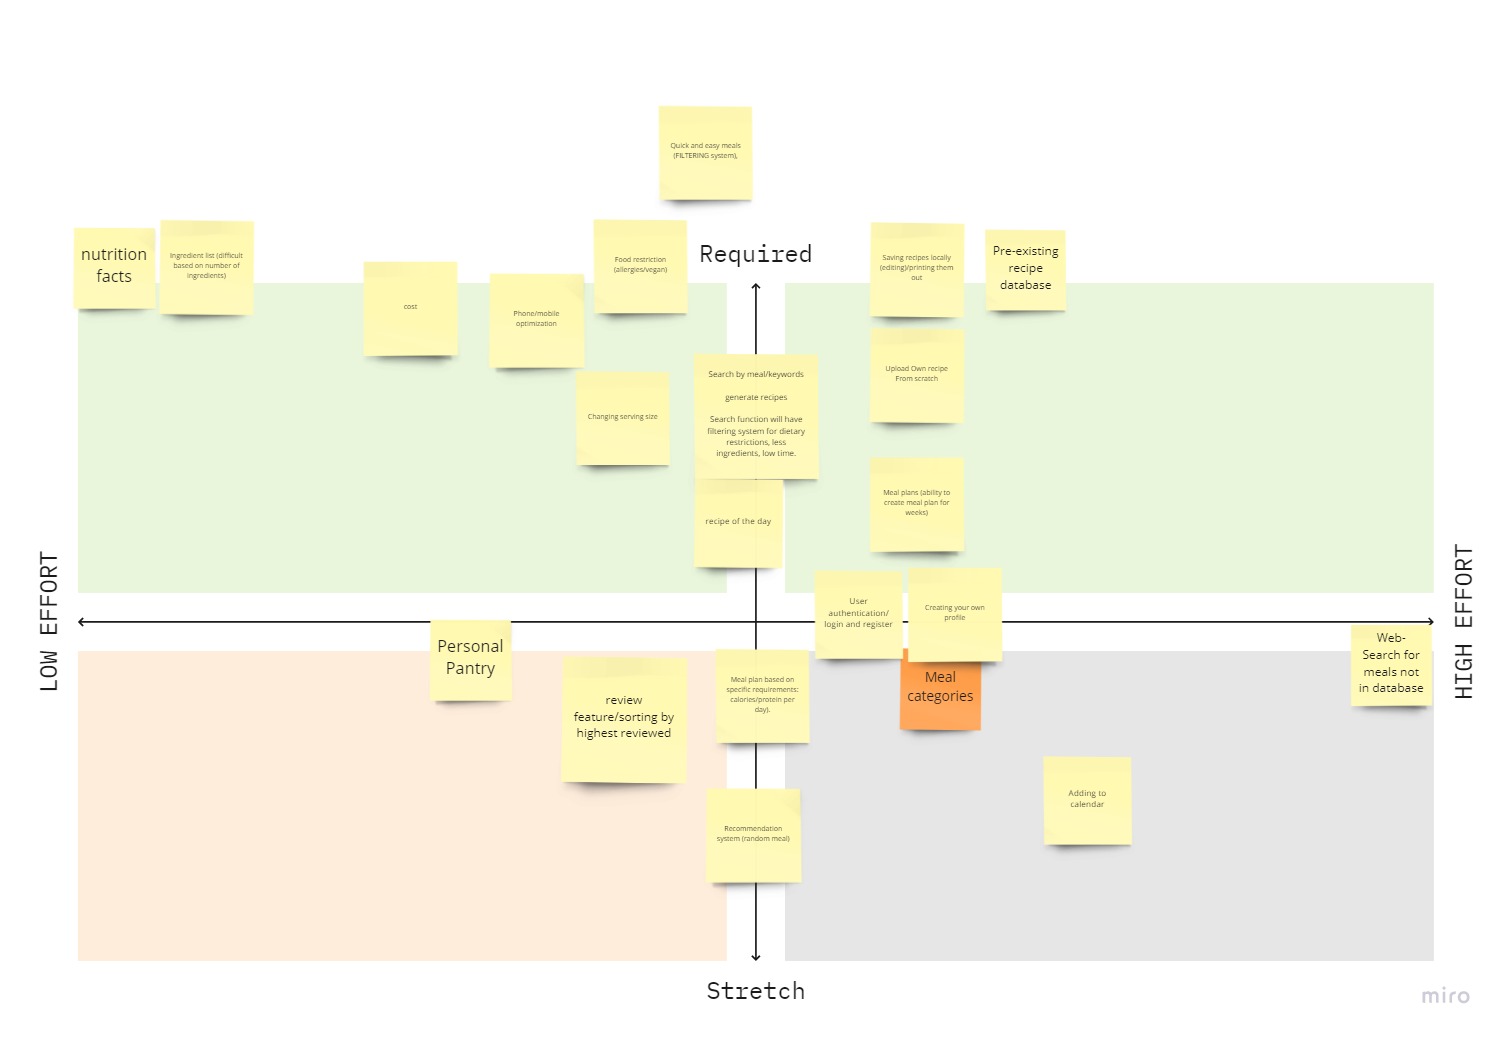 Quick and easy meals
(FILTERING system),
Required
nutrition
facts
Ingredient list (difficult
based on number of
ingredients)
cost
Phone/mobile
optimization
Food restriction
(allergies/vegan)
Saving recipes locally
(editing)/printing them
out
Pre-existing
recipe
database
Changing serving size
Search by meal/keywords
generate recipes
Search function will have
filtering system for dietary
restrictions, less
ingredients, low time.
Upload Own recipe
From scratch
recipe of the day
Meal plans (ability to
create meal plan for
weeks)
LOW EFFORT
HIGH EFFORT
User
authentication/
login and register
Creating your own
profile
Personal
Pantry
review
feature/sorting by
highest reviewed
Meal plan based on
specific requirements:
calories/protein per
day).
Meal
categories
Web-
Search for
meals not
in database
Recommendation
system (random meal)
Adding to
calendar
Stretch
miro